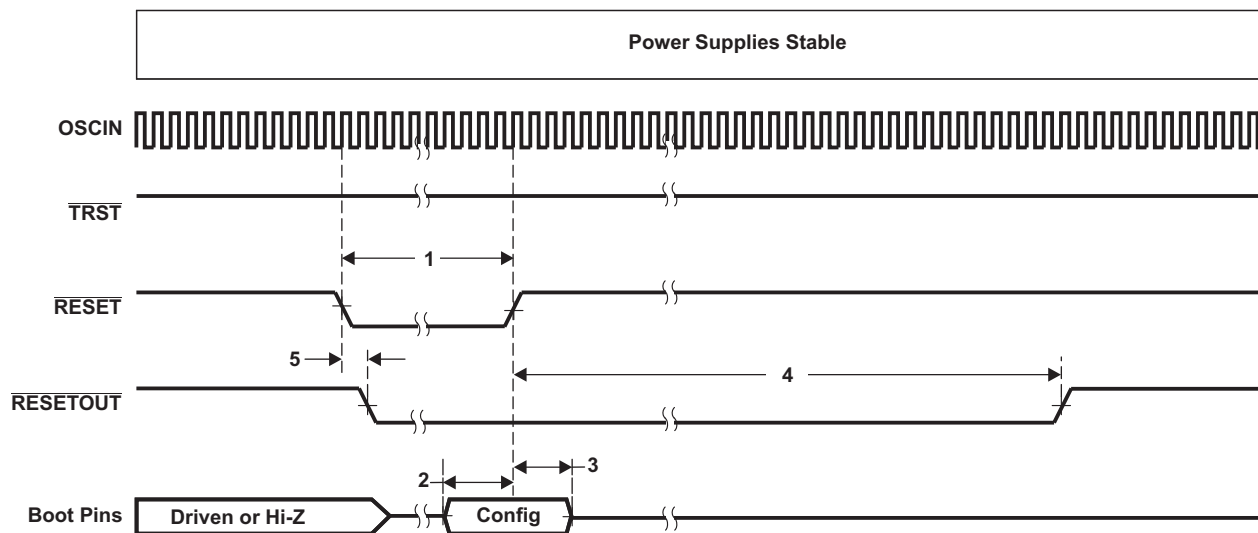 Power Supplies Stable
OSCIN
TRST
1
RESET
5
4
RESETOUT
3
2
Boot Pins
Driven or Hi-Z
Config